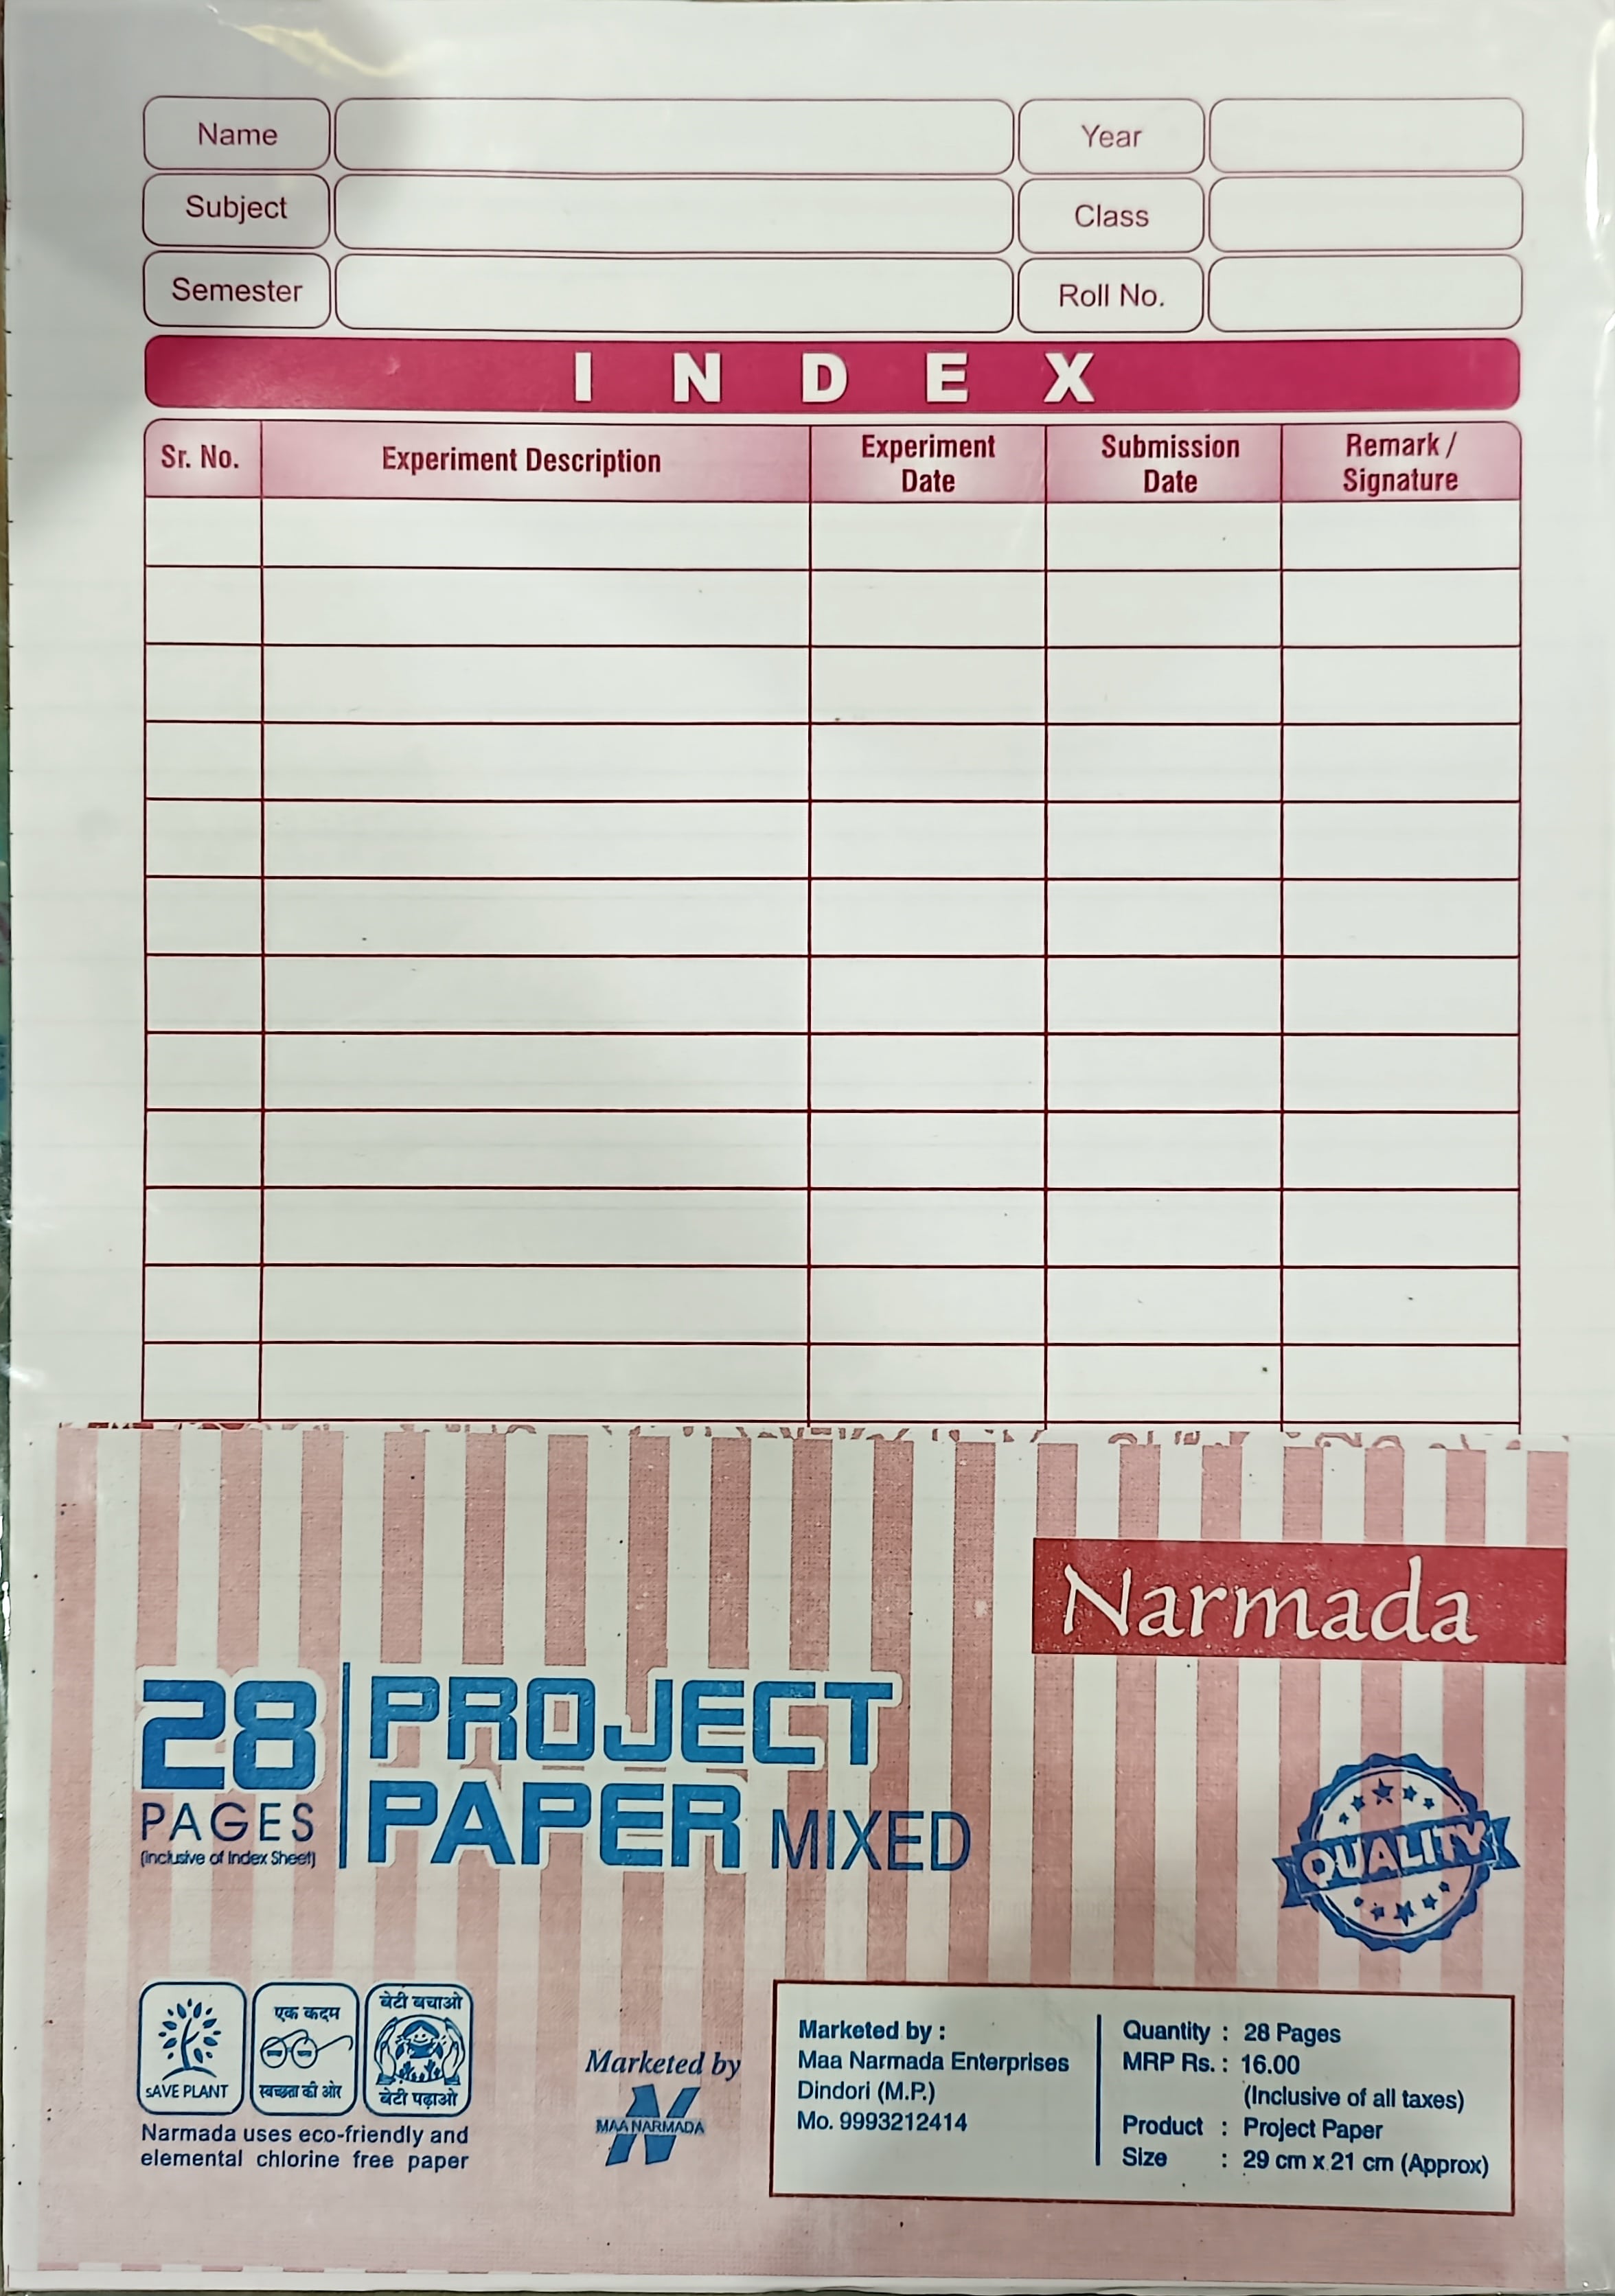 Name
Year
Subject
Class
Semester
Roll No.
INDEX
Sr. No.
Experiment Description
Experiment
Date
Submission
Date
Remark /
Signature
Narmada
28
PAGES
(inclusive of Index Sheet)
PROJECT
PAPER MIXED
QUALITY
sAVE PLANT
एक कदम
स्वच्छता की ओर
बेटी बचाओ
बेटी पढ़ाओ
Narmada uses eco-friendly and
elemental chlorine free paper
Marketed by
N
MAA NARMADA
Marketed by :
Maa Narmada Enterprises
Dindori (M.P.)
Mo. 9993212414
Quantity : 28 Pages
MRP Rs. : 16.00
(Inclusive of all taxes)
Product : Project Paper
Size : 29 cm x 21 cm (Approx)